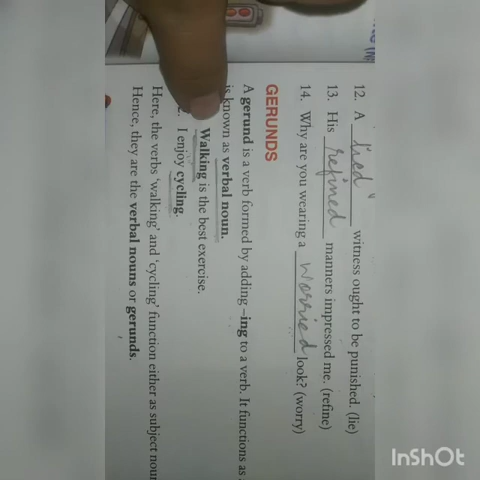 12. A lied witness ought to be punished. (lie)
13. His refined manners impressed me. (refine)
14. Why are you wearing a worried look? (worry)
GERUNDS
A gerund is a verb formed by adding –ing to a verb. It functions as
is known as verbal noun.
Walking is the best exercise.
I enjoy cycling.
Here, the verbs ‘walking’ and ‘cycling’ function either as subject
Hence, they are the verbal nouns or gerunds.
InShOt